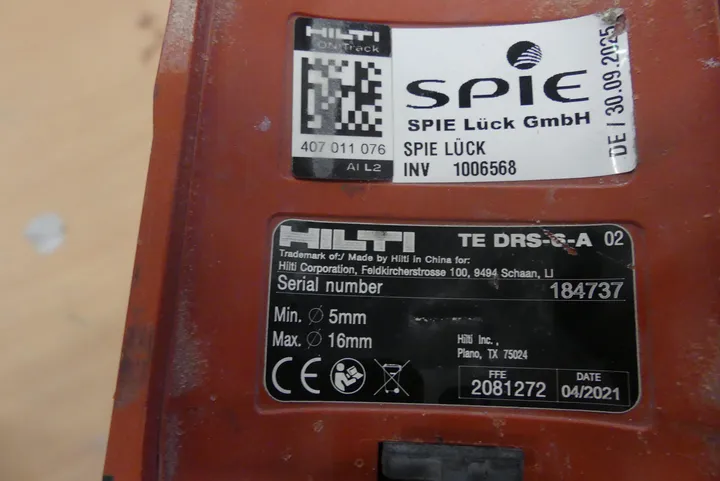 HILTI
ON!Track
407 011 076
AI L2
SPIE
SPIE Lück GmbH
SPIE LÜCK
INV 1006568
DE / 30.09.2025
HILTI TE DRS-6-A 02
Trademark of:/ Made by Hilti in China for:
Hilti Corporation, Feldkircherstrosse 100, 9494 Schaan, LI
Serial number 184737
Min. Ø 5mm
Max. Ø 16mm
Hilti Inc.,
Plano, TX 75024
CE
FFE
2081272
DATE
04/2021